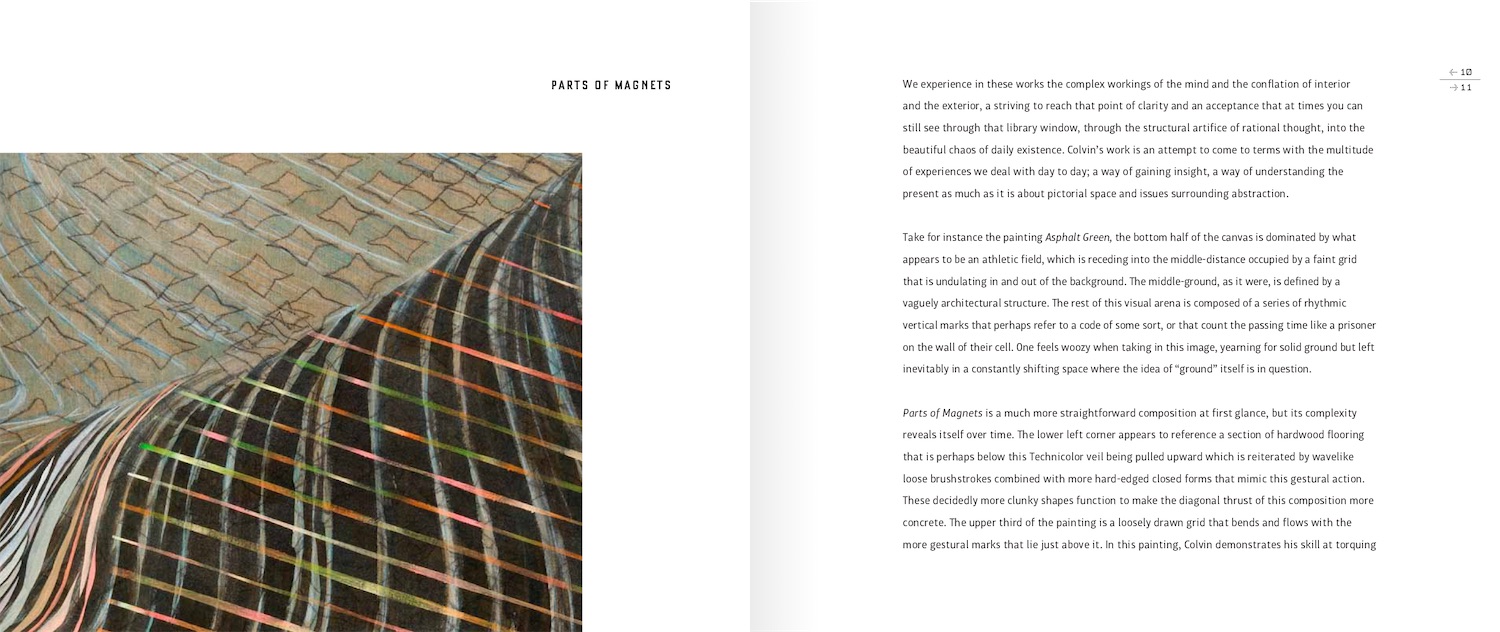 PARTS OF MAGNETS
We experience in these works the complex workings of the mind and the conflation of interior
and the exterior, a striving to reach that point of clarity and an acceptance that at times you can
still see through that library window, through the structural artifice of rational thought, into the
beautiful chaos of daily existence. Colvin's work is an attempt to come to terms with the multitude
of experiences we deal with day to day; a way of gaining insight, a way of understanding the
present as much as it is about pictorial space and issues surrounding abstraction.
Take for instance the painting Asphalt Green, the bottom half of the canvas is dominated by what
appears to be an athletic field, which is receding into the middle-distance occupied by a faint grid
that is undulating in and out of the background. The middle-ground, as it were, is defined by a
vaguely architectural structure. The rest of this visual arena is composed of a series of rhythmic
vertical marks that perhaps refer to a code of some sort, or that count the passing time like a prisoner
on the wall of their cell. One feels woozy when taking in this image, yearning for solid ground but left
inevitably in a constantly shifting space where the idea of “ground” itself is in question.
Parts of Magnets is a much more straightforward composition at first glance, but its complexity
reveals itself over time. The lower left corner appears to reference a section of hardwood flooring
that is perhaps below this Technicolor veil being pulled upward which is reiterated by wavelike
loose brushstrokes combined with more hard-edged closed forms that mimic this gestural action.
These decidedly more clunky shapes function to make the diagonal thrust of this composition more
concrete. The upper third of the painting is a loosely drawn grid that bends and flows with the
more gestural marks that lie just above it. In this painting, Colvin demonstrates his skill at torquing
← 10
→ 11